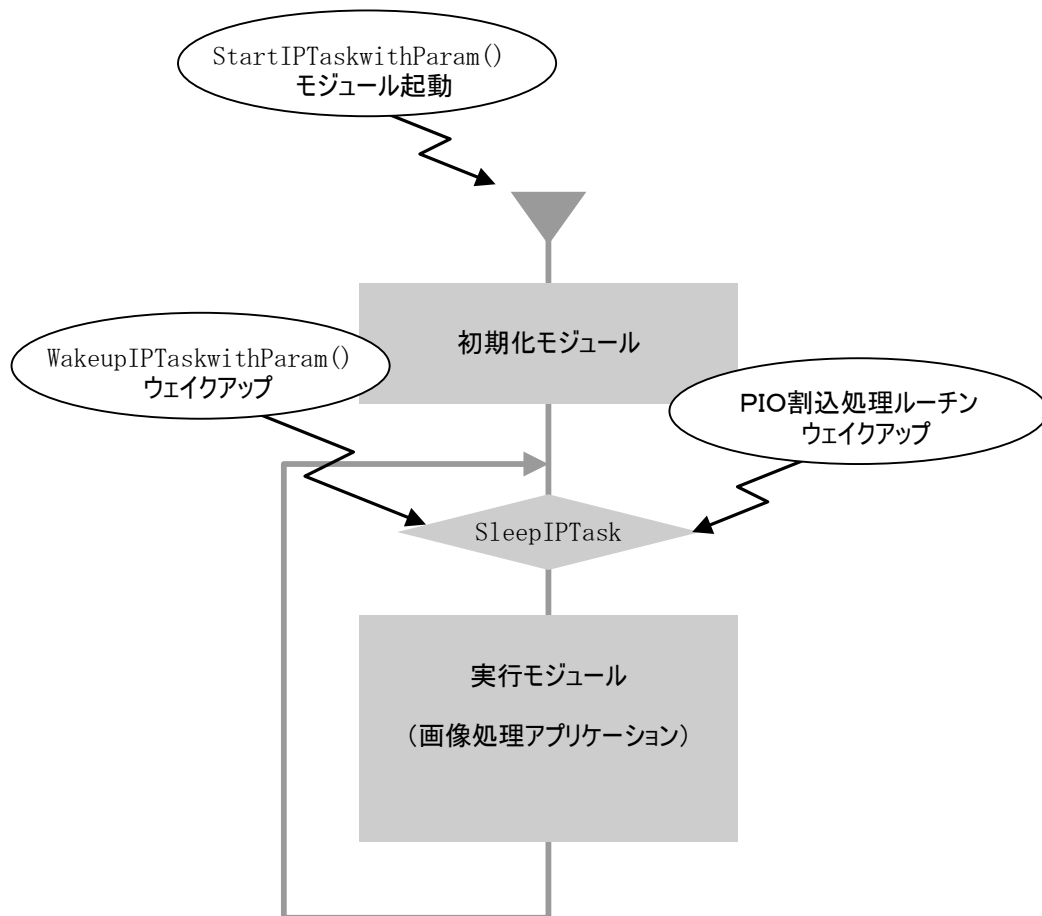 StartIPTaskwithParam()
モジュール起動
初期化モジュール
WakeupIPTaskwithParam()
ウェイクアップ
PIO割込処理ルーチン
ウェイクアップ
SleepIPTask
実行モジュール
（画像処理アプリケーション）